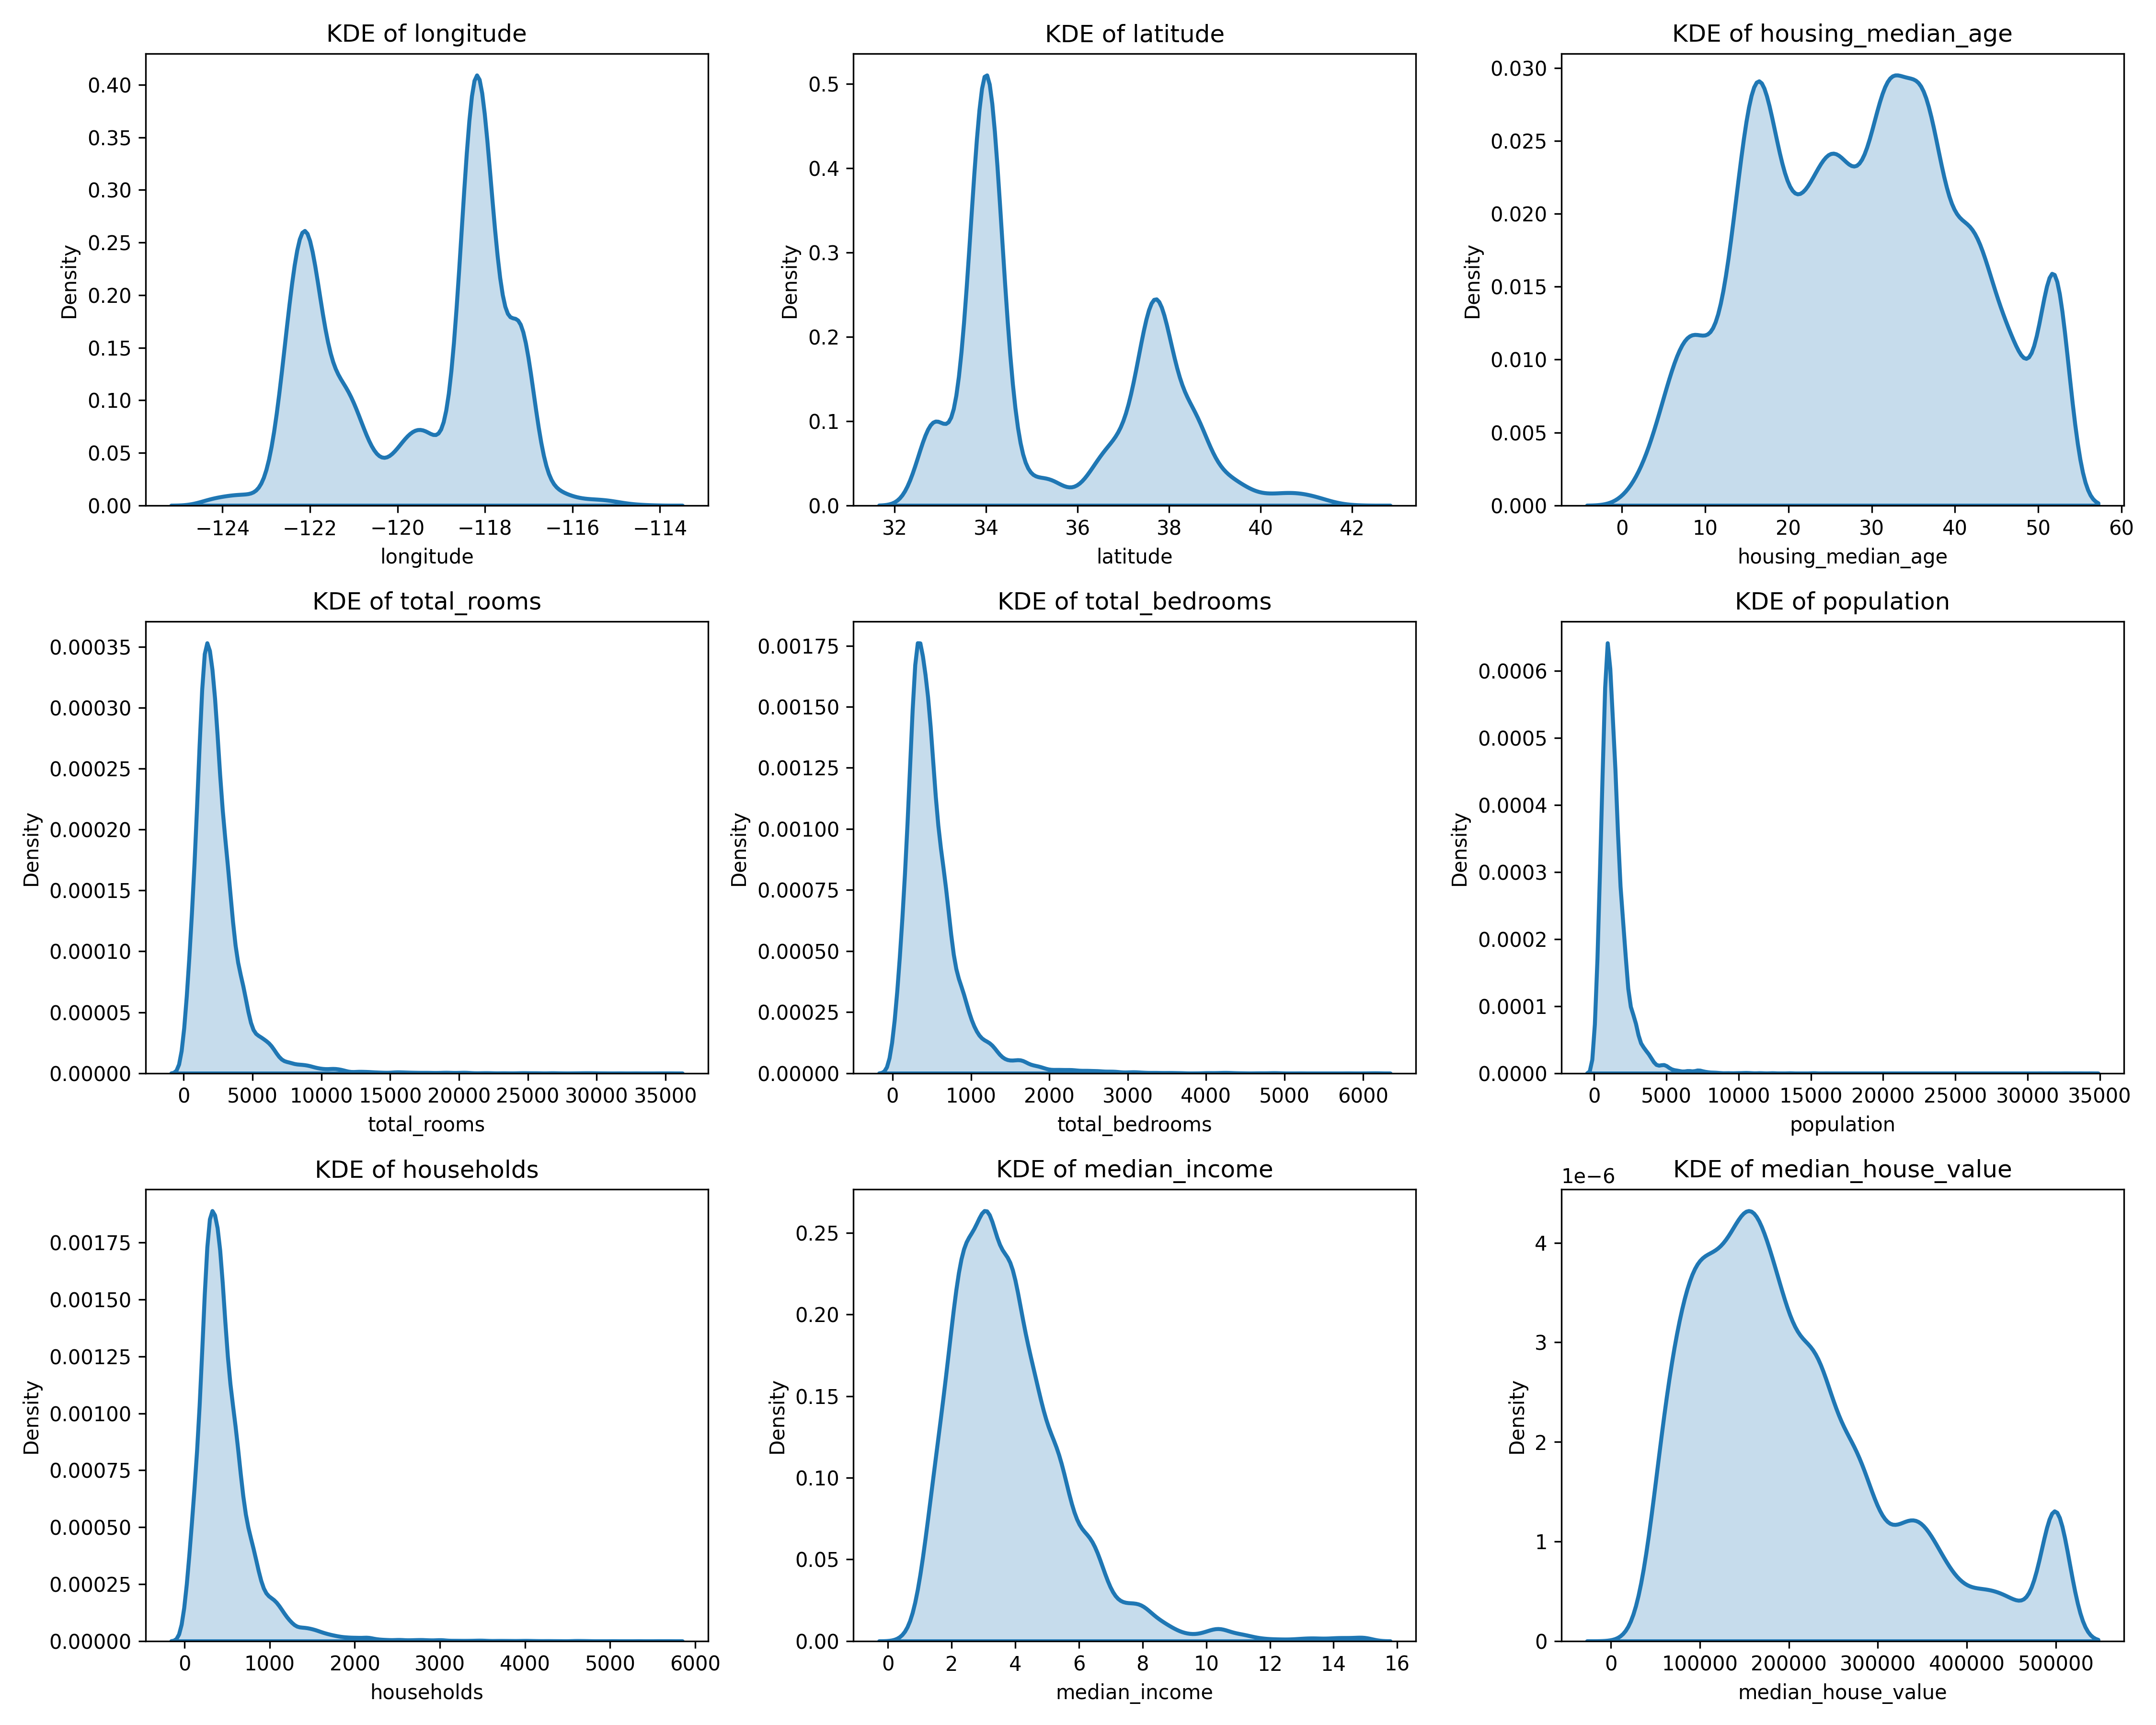 KDE of longitude
0.40
0.35
0.30
0.25
0.20
0.15
0.10
0.05
0.00
Density
−124 −122 −120 −118 −116 −114
longitude
KDE of latitude
0.5
0.4
0.3
0.2
0.1
0.0
Density
32 34 36 38 40 42
latitude
KDE of housing_median_age
0.030
0.025
0.020
0.015
0.010
0.005
0.000
Density
0 10 20 30 40 50 60
housing_median_age
KDE of total_rooms
0.00035
0.00030
0.00025
0.00020
0.00015
0.00010
0.00005
0.00000
Density
0 5000 10000 15000 20000 25000 30000 35000
total_rooms
KDE of total_bedrooms
0.00175
0.00150
0.00125
0.00100
0.00075
0.00050
0.00025
0.00000
Density
0 1000 2000 3000 4000 5000 6000
total_bedrooms
KDE of population
0.0006
0.0005
0.0004
0.0003
0.0002
0.0001
0.0000
Density
0 5000 10000 15000 20000 25000 30000 35000
population
KDE of households
0.00175
0.00150
0.00125
0.00100
0.00075
0.00050
0.00025
0.00000
Density
0 1000 2000 3000 4000 5000 6000
households
KDE of median_income
0.25
0.20
0.15
0.10
0.05
0.00
Density
0 2 4 6 8 10 12 14 16
median_income
KDE of median_house_value
1e−6
4
3
2
1
0
Density
0 100000 200000 300000 400000 500000
median_house_value